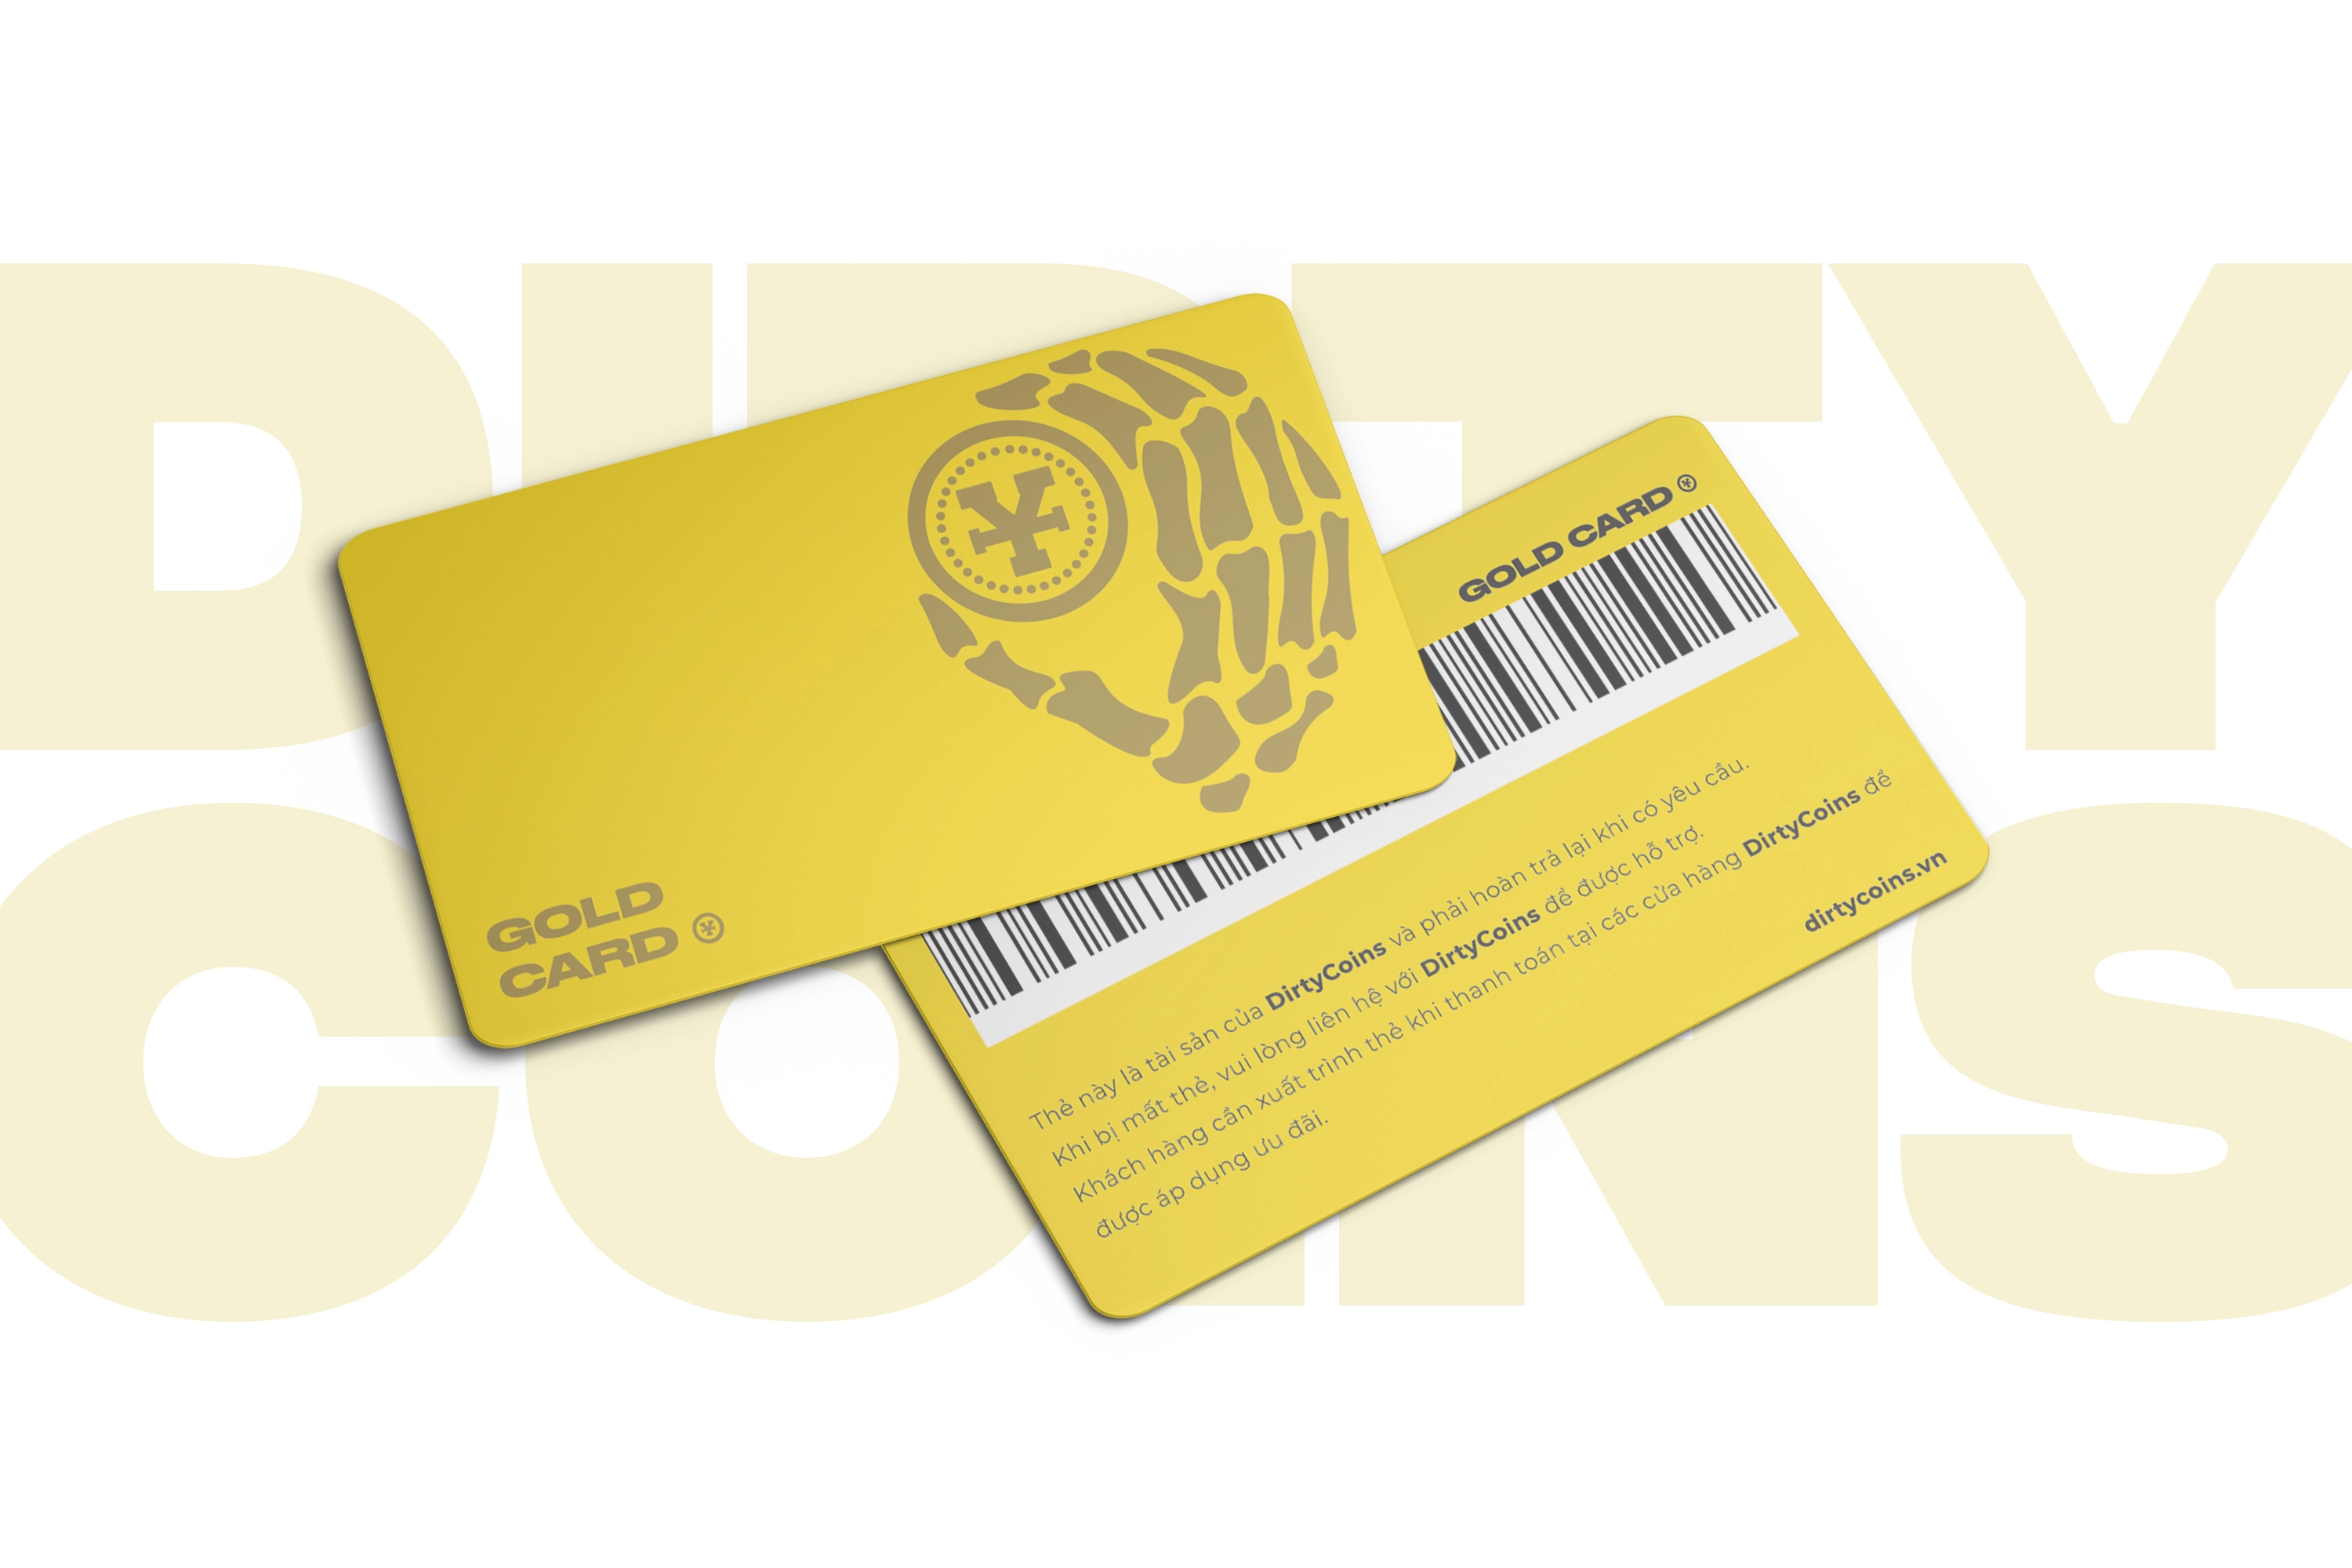 DIRTY
COINS
GOLD
CARD
GOLD CARD
Thẻ này là tài sản của DirtyCoins và phải hoàn trả lại khi có yêu cầu.
Khi bị mất thẻ, vui lòng liên hệ với DirtyCoins để được hỗ trợ.
Khách hàng cần xuất trình thẻ khi thanh toán tại các cửa hàng DirtyCoins để
được áp dụng ưu đãi.
dirtycoins.vn